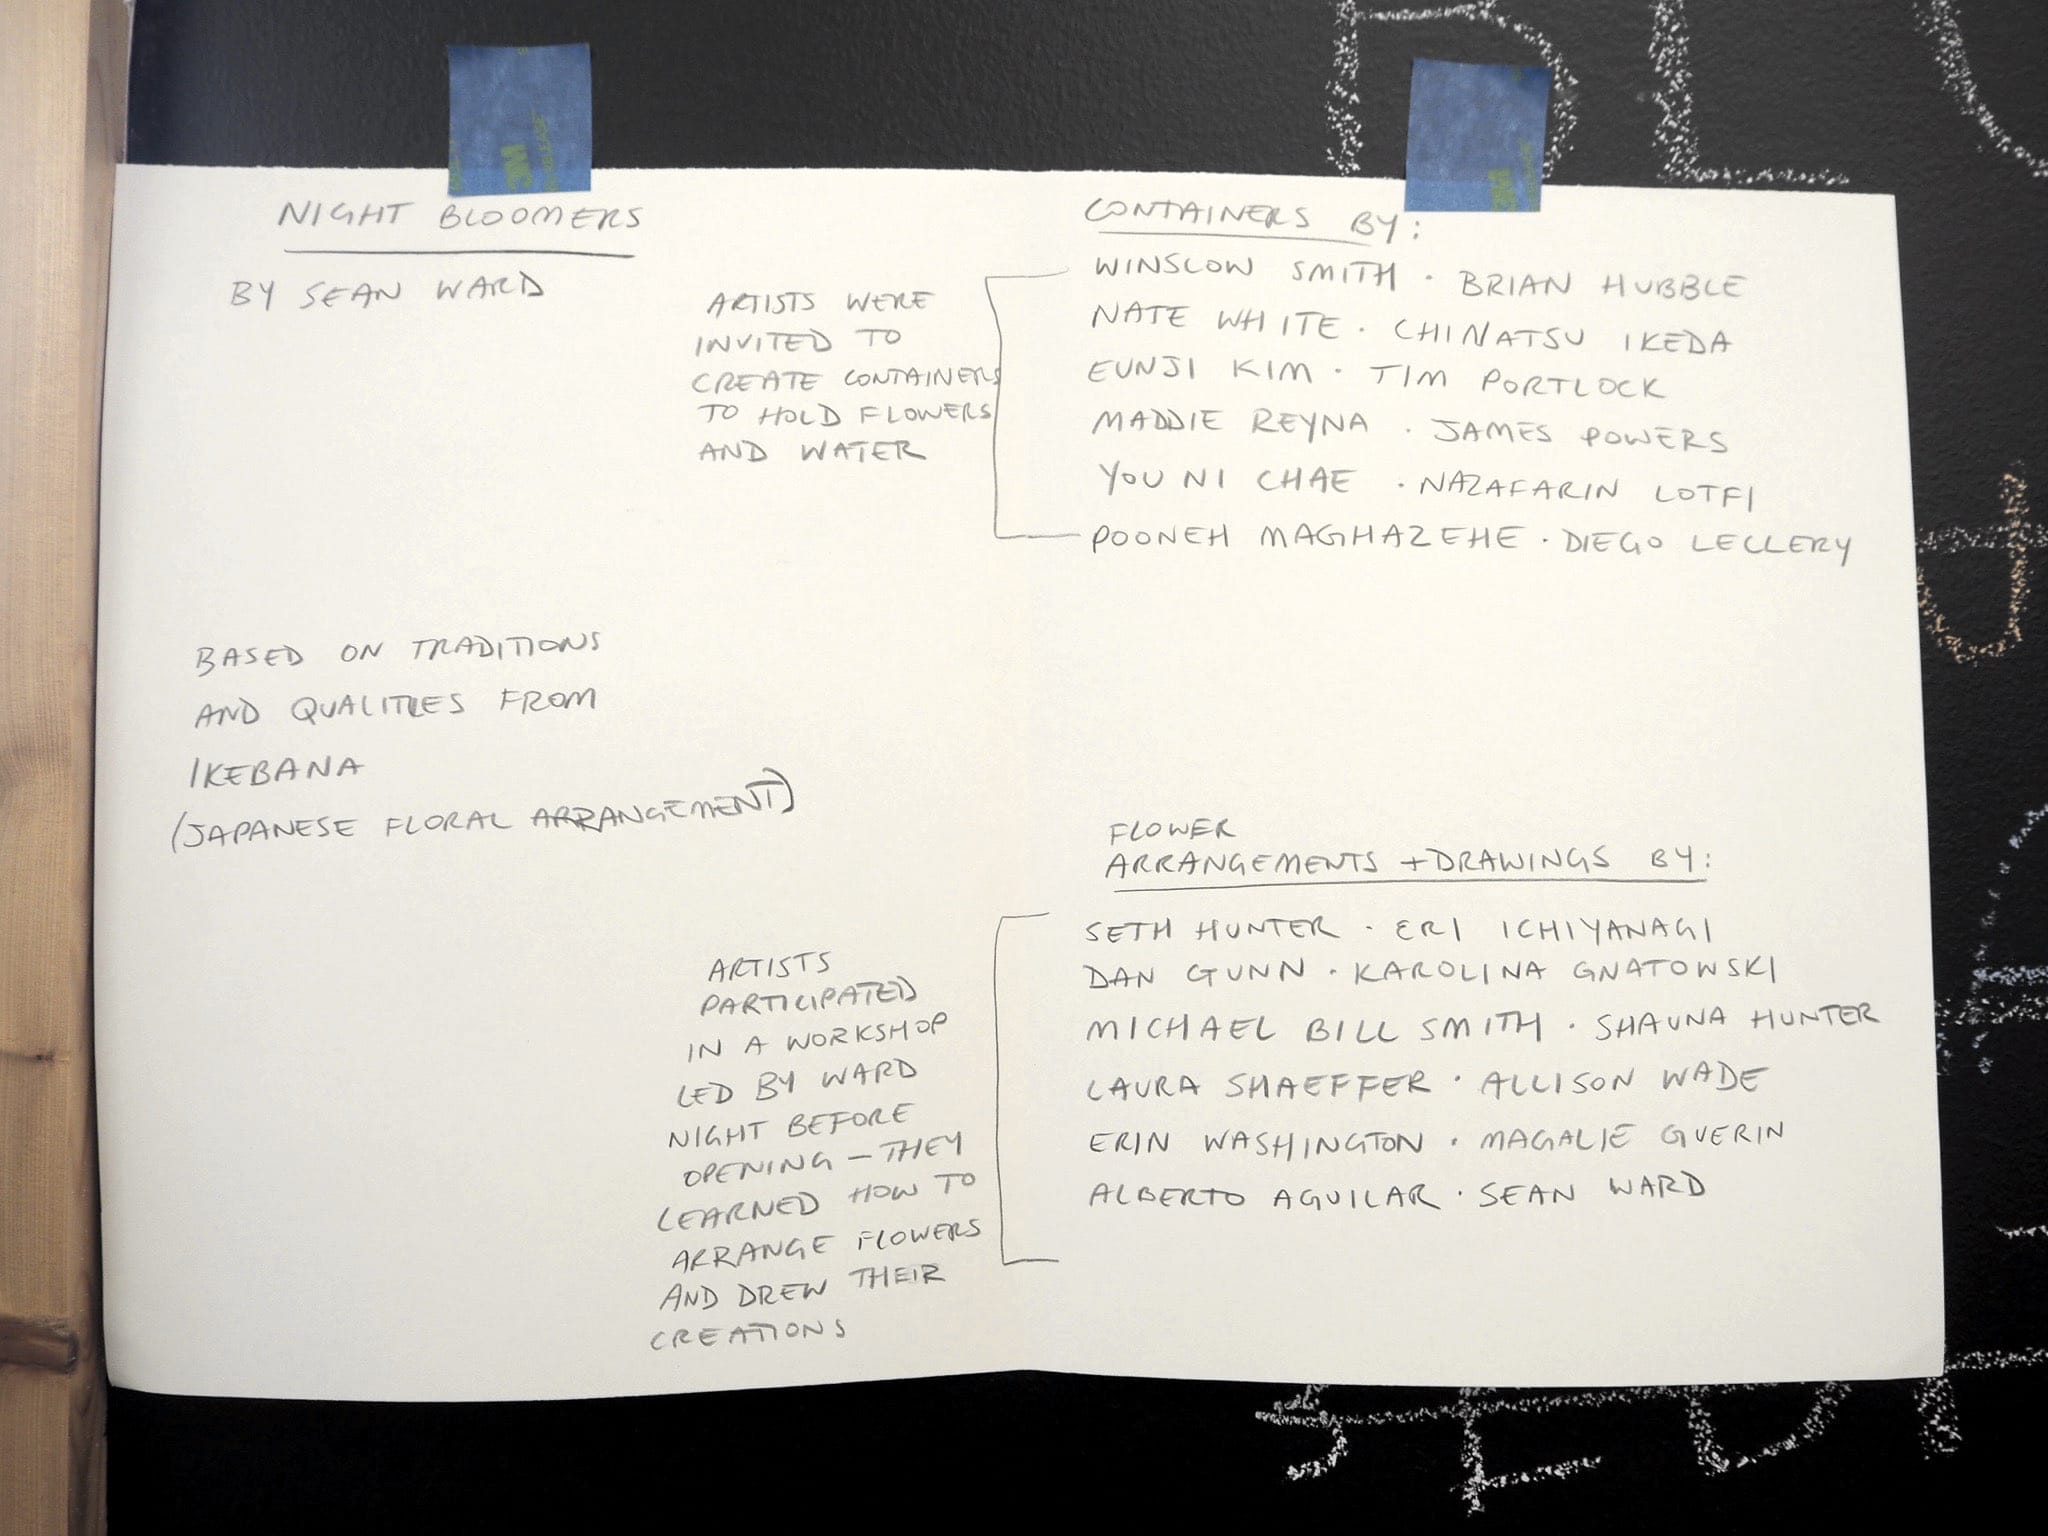 NIGHT BLOOMERS
BY SEAN WARD
ARTISTS WERE
INVITED TO
CREATE CONTAINERS
TO HOLD FLOWERS
AND WATER
CONTAINERS BY:
WINSLOW SMITH · BRIAN HUBBLE
NATE WHITE · CHINATSU IKEDA
EUNJI KIM · TIM PORTLOCK
MADDIE REYNA · JAMES POWERS
YOU NI CHAE · NAZAFARIN LOTFI
POONEH MAGHAZEHE · DIEGO LECLERY
BASED ON TRADITIONS
AND QUALITIES FROM
IKEBANA
(JAPANESE FLORAL ARRANGEMENT)
ARTISTS
PARTICIPATED
IN A WORKSHOP
LED BY WARD
NIGHT BEFORE
OPENING — THEY
LEARNED HOW TO
ARRANGE FLOWERS
AND DREW THEIR
CREATIONS
FLOWER
ARRANGEMENTS + DRAWINGS BY:
SETH HUNTER · ERI ICHIYANAGI
DAN GUNN · KAROLINA GNATOWSKI
MICHAEL BILL SMITH · SHAUNA HUNTER
LAURA SHAEFFER · ALLISON WADE
ERIN WASHINGTON · MAGALIE GUERIN
ALBERTO AGUILAR · SEAN WARD
3M
3M